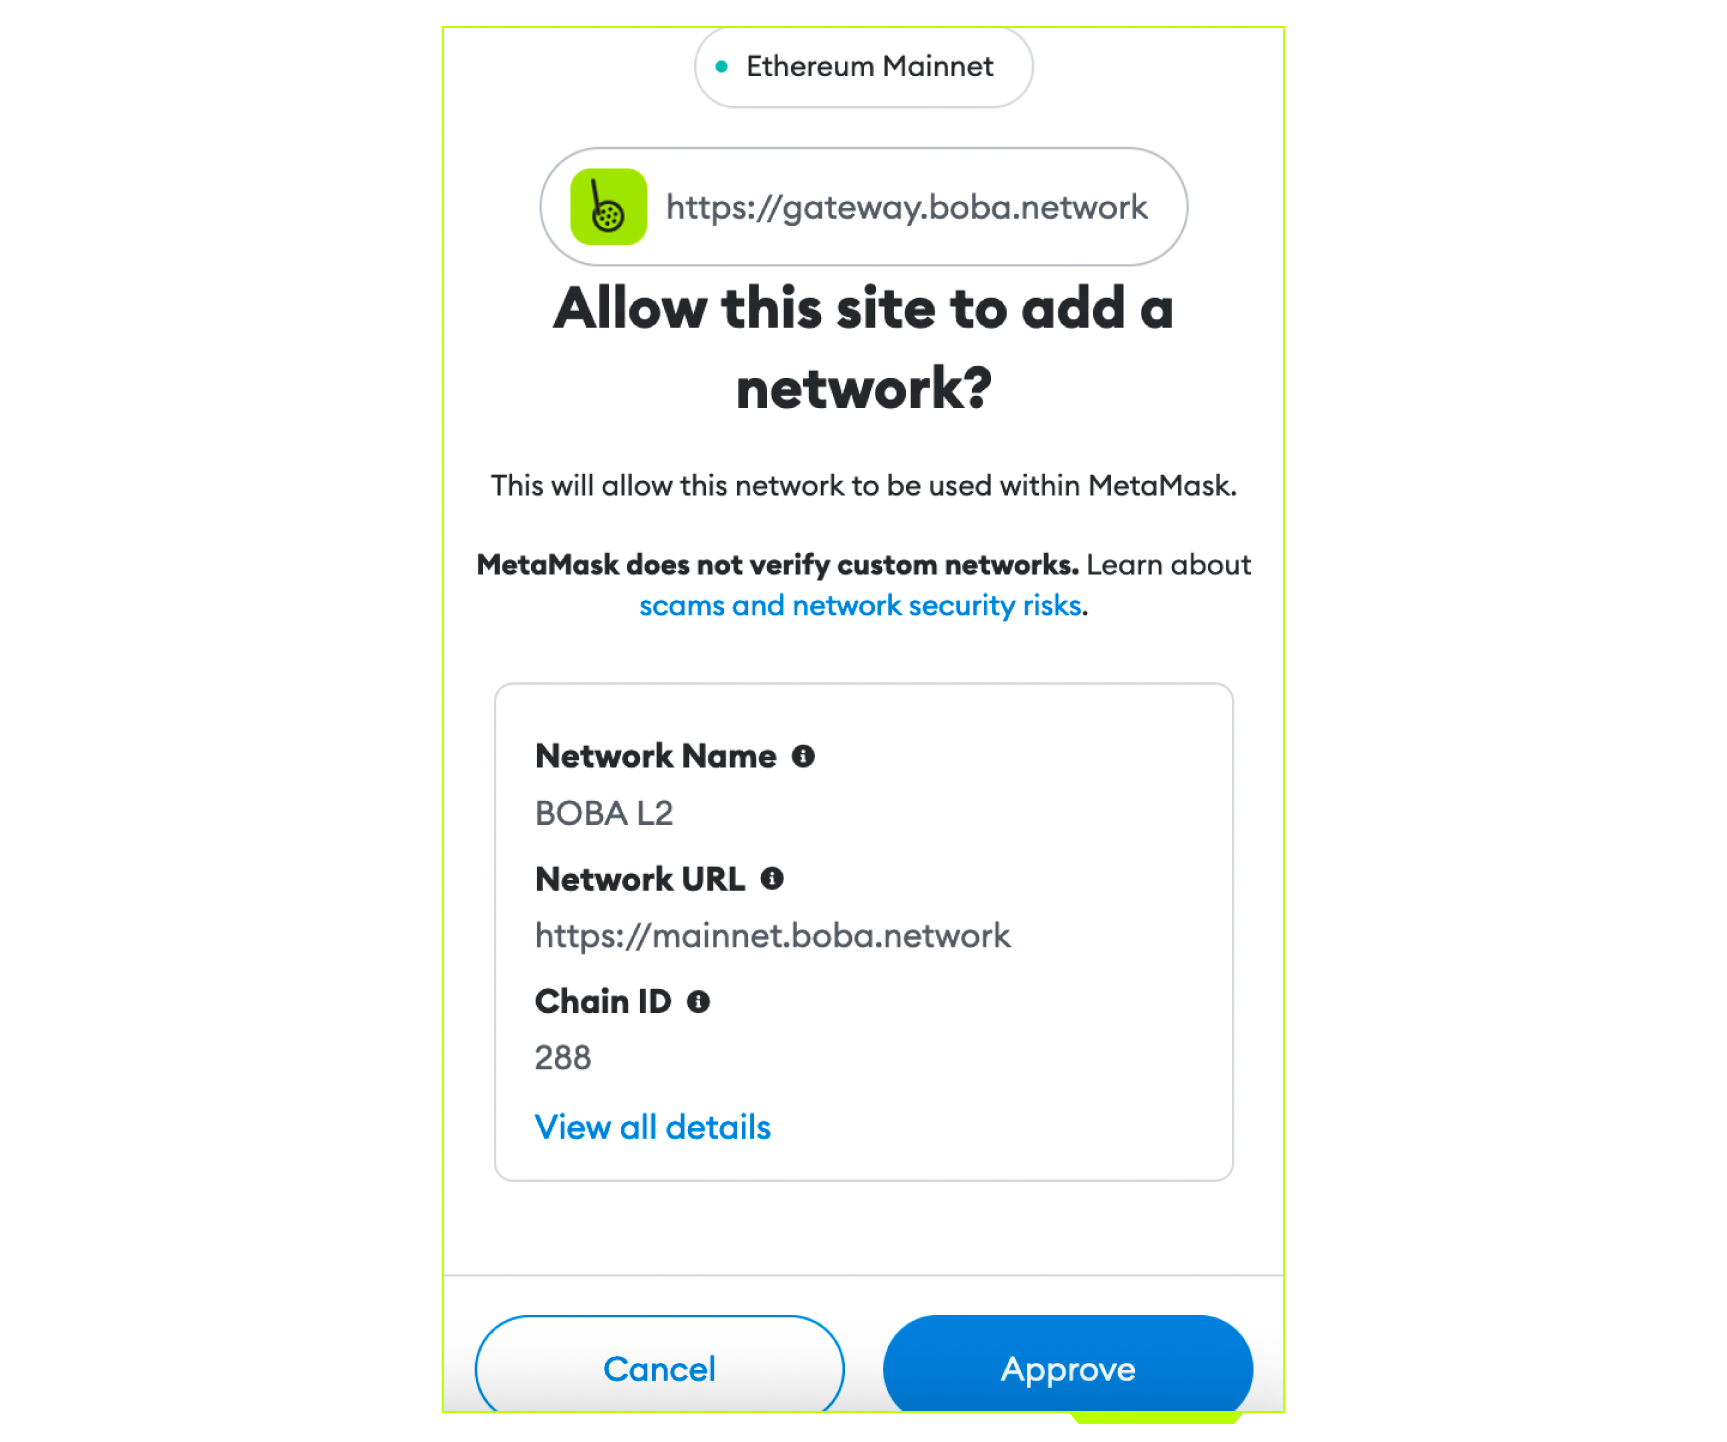 Ethereum Mainnet
https://gateway.boba.network
Allow this site to add a
network?
This will allow this network to be used within MetaMask.
MetaMask does not verify custom networks. Learn about
scams and network security risks.
Network Name
BOBA L2
Network URL
https://mainnet.boba.network
Chain ID
288
View all details
Cancel
Approve